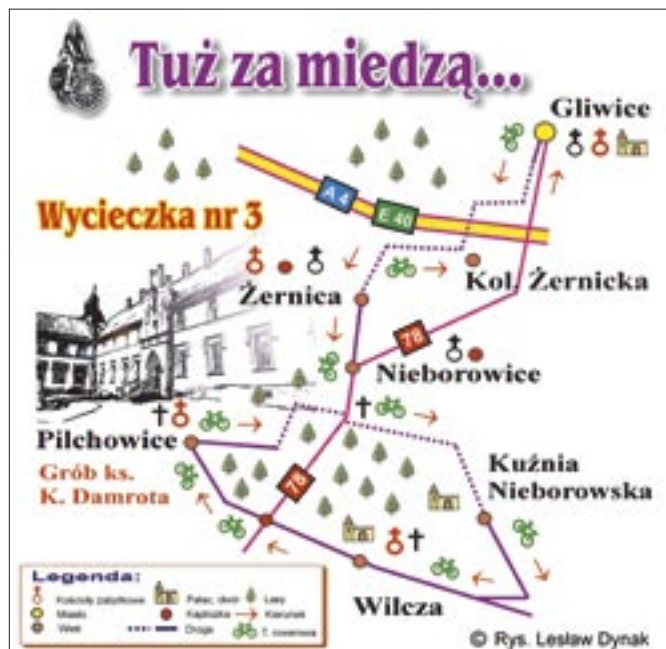 Tuż za miedzą...
Gliwice
A 4
E 40
Wycieczka nr 3
Kol. Żernicka
Żernica
78
Nieborowice
Pilchowice
Grób ks.
K. Damrota
78
Kuźnia
Nieborowska
Wilcza
Legenda:
Kościoły zabytkowe
Pałac, dwór
Lasy
Miasto
Kapliczka
Kierunek
Wieś
Droga
T. rowerowa
© Rys. Lesław Dynak